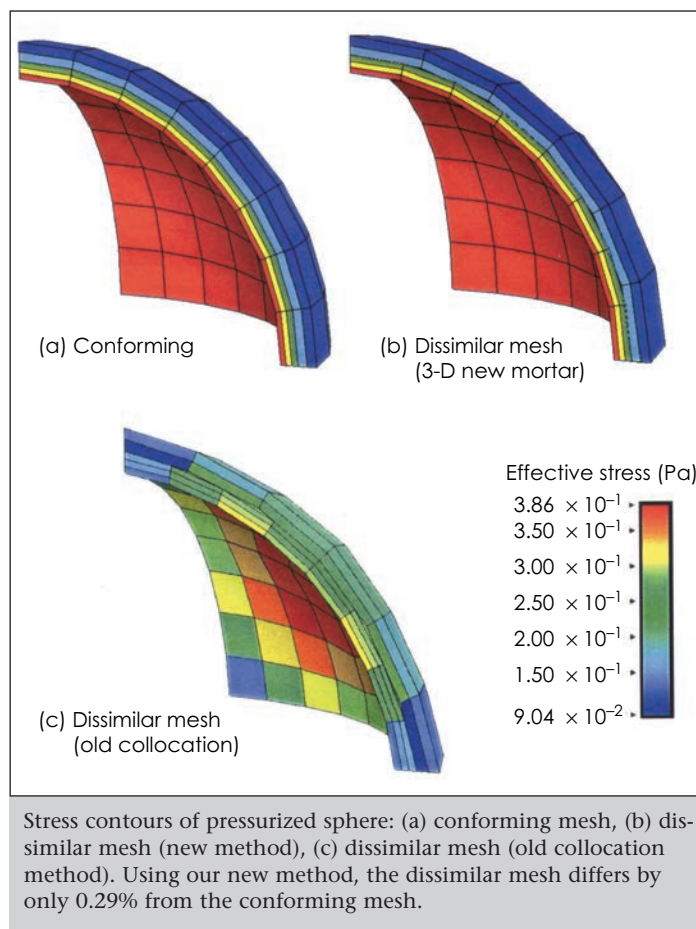 (a) Conforming
(b) Dissimilar mesh
(3-D new mortar)
(c) Dissimilar mesh
(old collocation)
Effective stress (Pa)
3.86 × 10⁻¹
3.50 × 10⁻¹
3.00 × 10⁻¹
2.50 × 10⁻¹
2.00 × 10⁻¹
1.50 × 10⁻¹
9.04 × 10⁻²
Stress contours of pressurized sphere: (a) conforming mesh, (b) dis-
similar mesh (new method), (c) dissimilar mesh (old collocation
method). Using our new method, the dissimilar mesh differs by
only 0.29% from the conforming mesh.